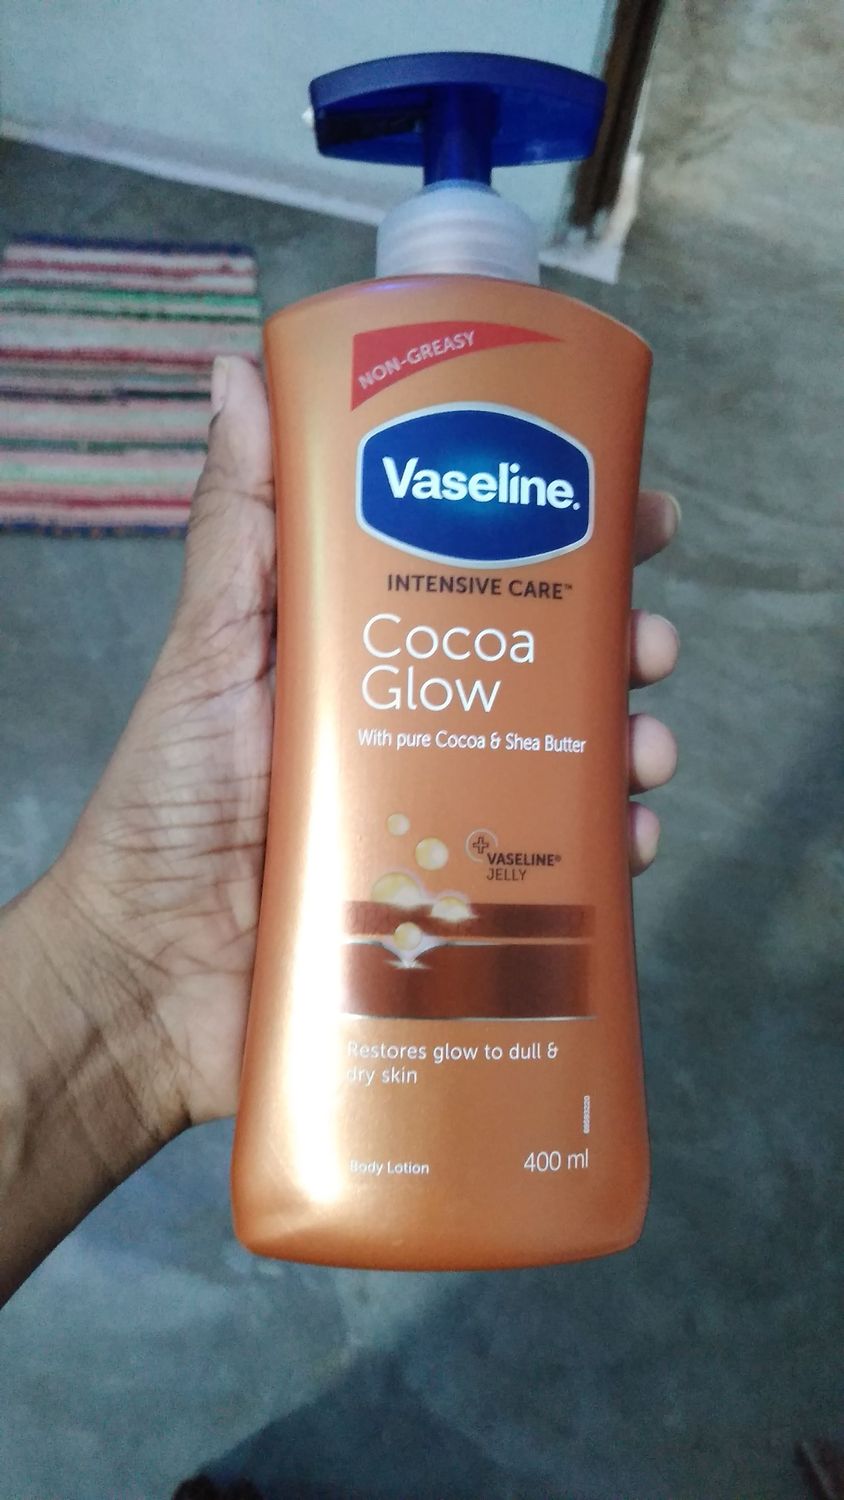 NON-GREASY
Vaseline.
INTENSIVE CARE™
Cocoa
Glow
With pure Cocoa & Shea Butter
VASELINE®
JELLY
Restores glow to dull &
dry skin
Body Lotion
400 ml